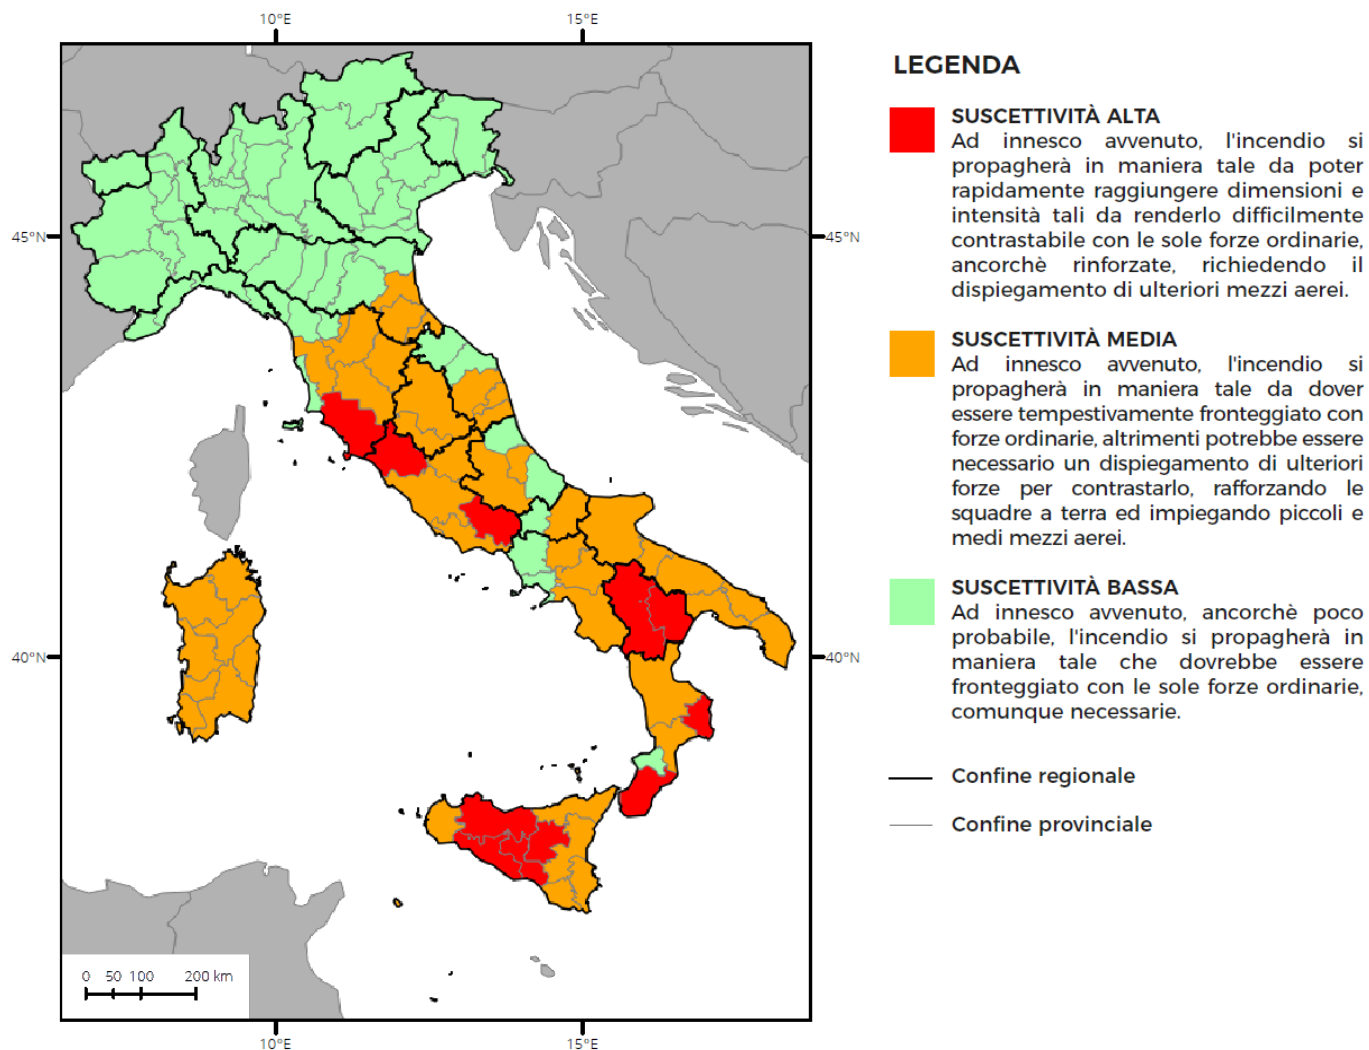 10°E 15°E
45°N 45°N
40°N 40°N
0 50 100 200 km
10°E 15°E
LEGENDA
SUSCETTIVITÀ ALTA
Ad innesco avvenuto, l'incendio si
propagherà in maniera tale da poter
rapidamente raggiungere dimensioni e
intensità tali da renderlo difficilmente
contrastabile con le sole forze ordinarie,
ancorchè rinforzate, richiedendo il
dispiegamento di ulteriori mezzi aerei.
SUSCETTIVITÀ MEDIA
Ad innesco avvenuto, l'incendio si
propagherà in maniera tale da dover
essere tempestivamente fronteggiato con
forze ordinarie, altrimenti potrebbe essere
necessario un dispiegamento di ulteriori
forze per contrastarlo, rafforzando le
squadre a terra ed impiegando piccoli e
medi mezzi aerei.
SUSCETTIVITÀ BASSA
Ad innesco avvenuto, ancorchè poco
probabile, l'incendio si propagherà in
maniera tale che dovrebbe essere
fronteggiato con le sole forze ordinarie,
comunque necessarie.
Confine regionale
Confine provinciale